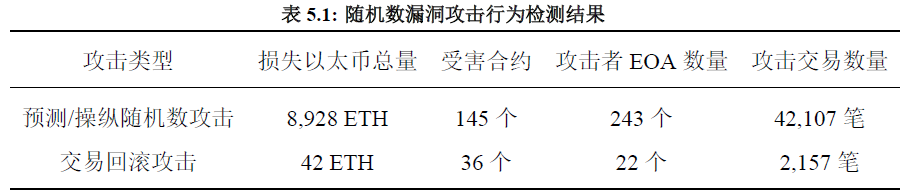 表 5.1: 随机数漏洞攻击行为检测结果
攻击类型 损失以太币总量 受害合约 攻击者 EOA 数量 攻击交易数量
预测/操纵随机数攻击 8,928 ETH 145 个 243 个 42,107 笔
交易回滚攻击 42 ETH 36 个 22 个 2,157 笔